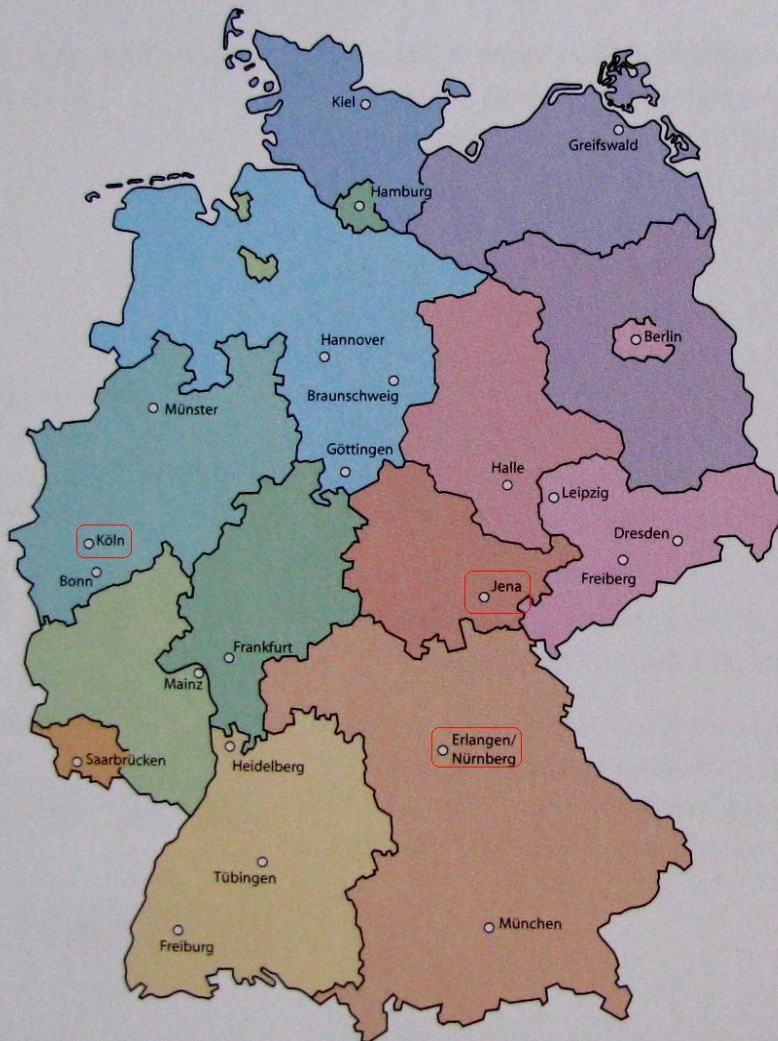 Kiel
Greifswald
Hamburg
Berlin
Hannover
Braunschweig
Münster
Göttingen
Halle
Leipzig
Köln
Dresden
Bonn
Freiberg
Jena
Frankfurt
Mainz
Erlangen/
Nürnberg
Saarbrücken
Heidelberg
Tübingen
München
Freiburg